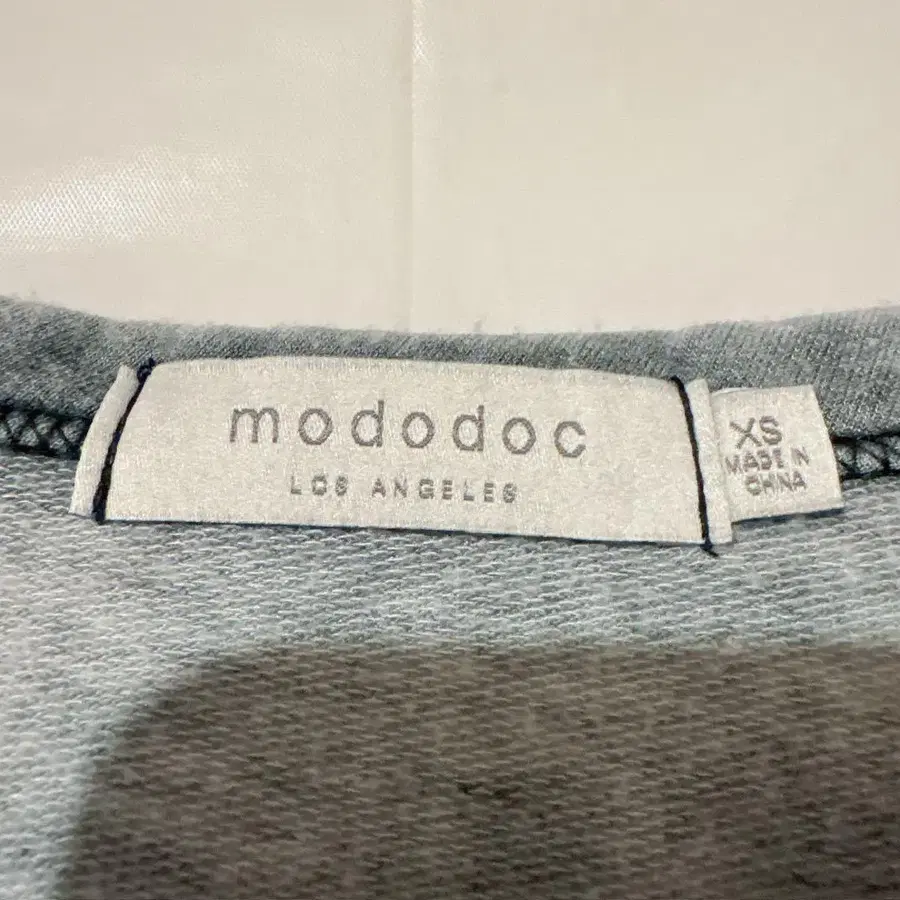 mododoc
LOS ANGELES
XS
MADE IN
CHINA